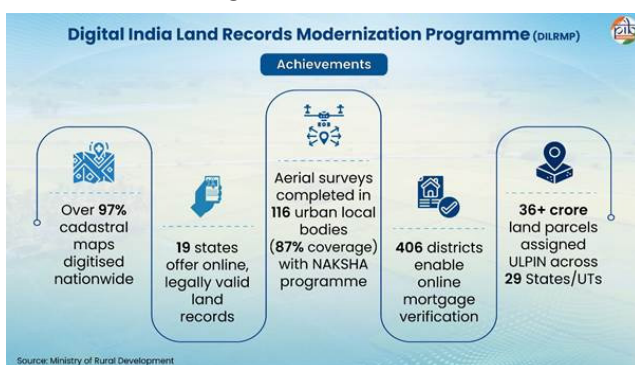 Digital India Land Records Modernization Programme (DILRMP)
pib
Achievements
Over 97%
cadastral
maps
digitised
nationwide
19 states
offer online,
legally valid
land
records
Aerial surveys
completed in
116 urban local
bodies
(87% coverage)
with NAKSHA
programme
406 districts
enable
online
mortgage
verification
36+ crore
land parcels
assigned
ULPIN across
29 States/UTs
Source: Ministry of Rural Development